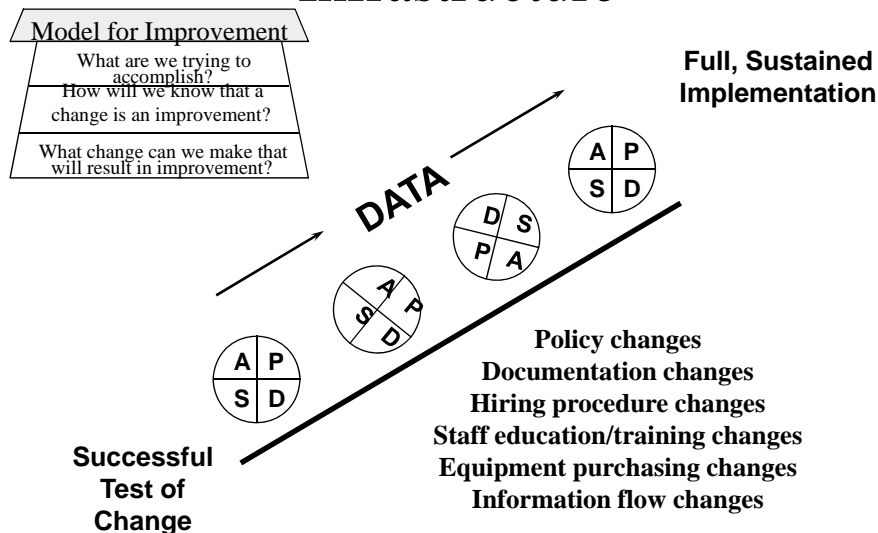 Model for Improvement
What are we trying to
accomplish?
How will we know that a
change is an improvement?
What change can we make that
will result in improvement?
Full, Sustained
Implementation
DATA
A P
S D
D S
P A
A P
S D
A P
S D
Successful
Test of
Change
Policy changes
Documentation changes
Hiring procedure changes
Staff education/training changes
Equipment purchasing changes
Information flow changes